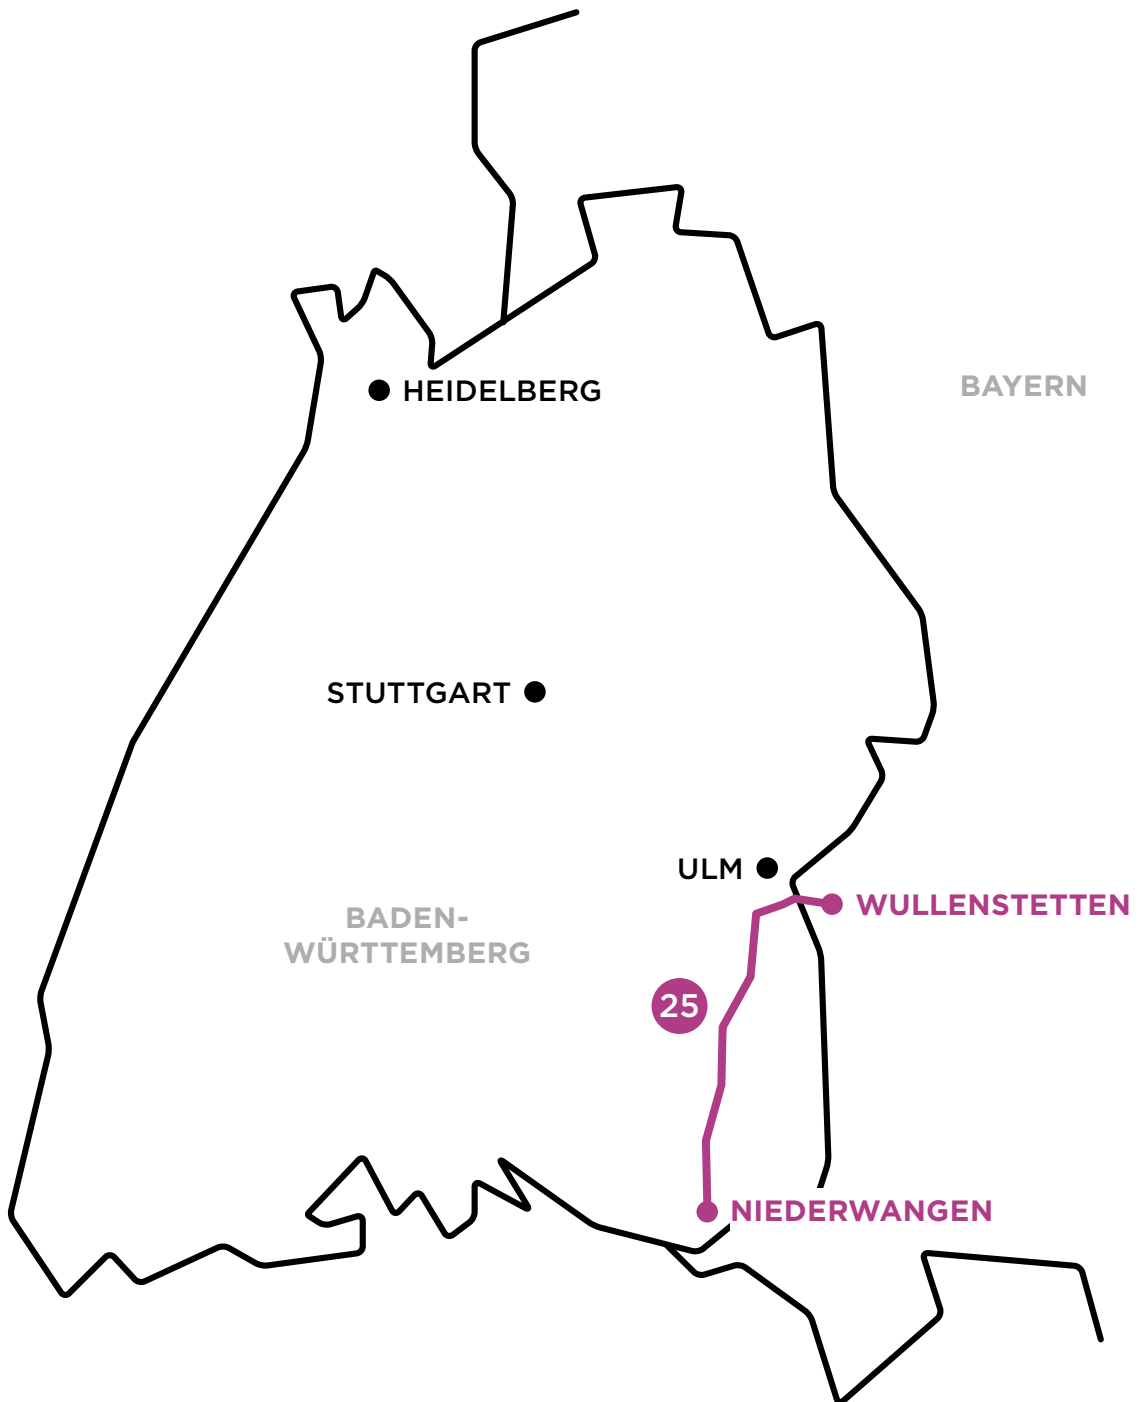 BAYERN
HEIDELBERG
STUTTGART
ULM
WULLENSTETTEN
BADEN-
WÜRTTEMBERG
25
NIEDERWANGEN